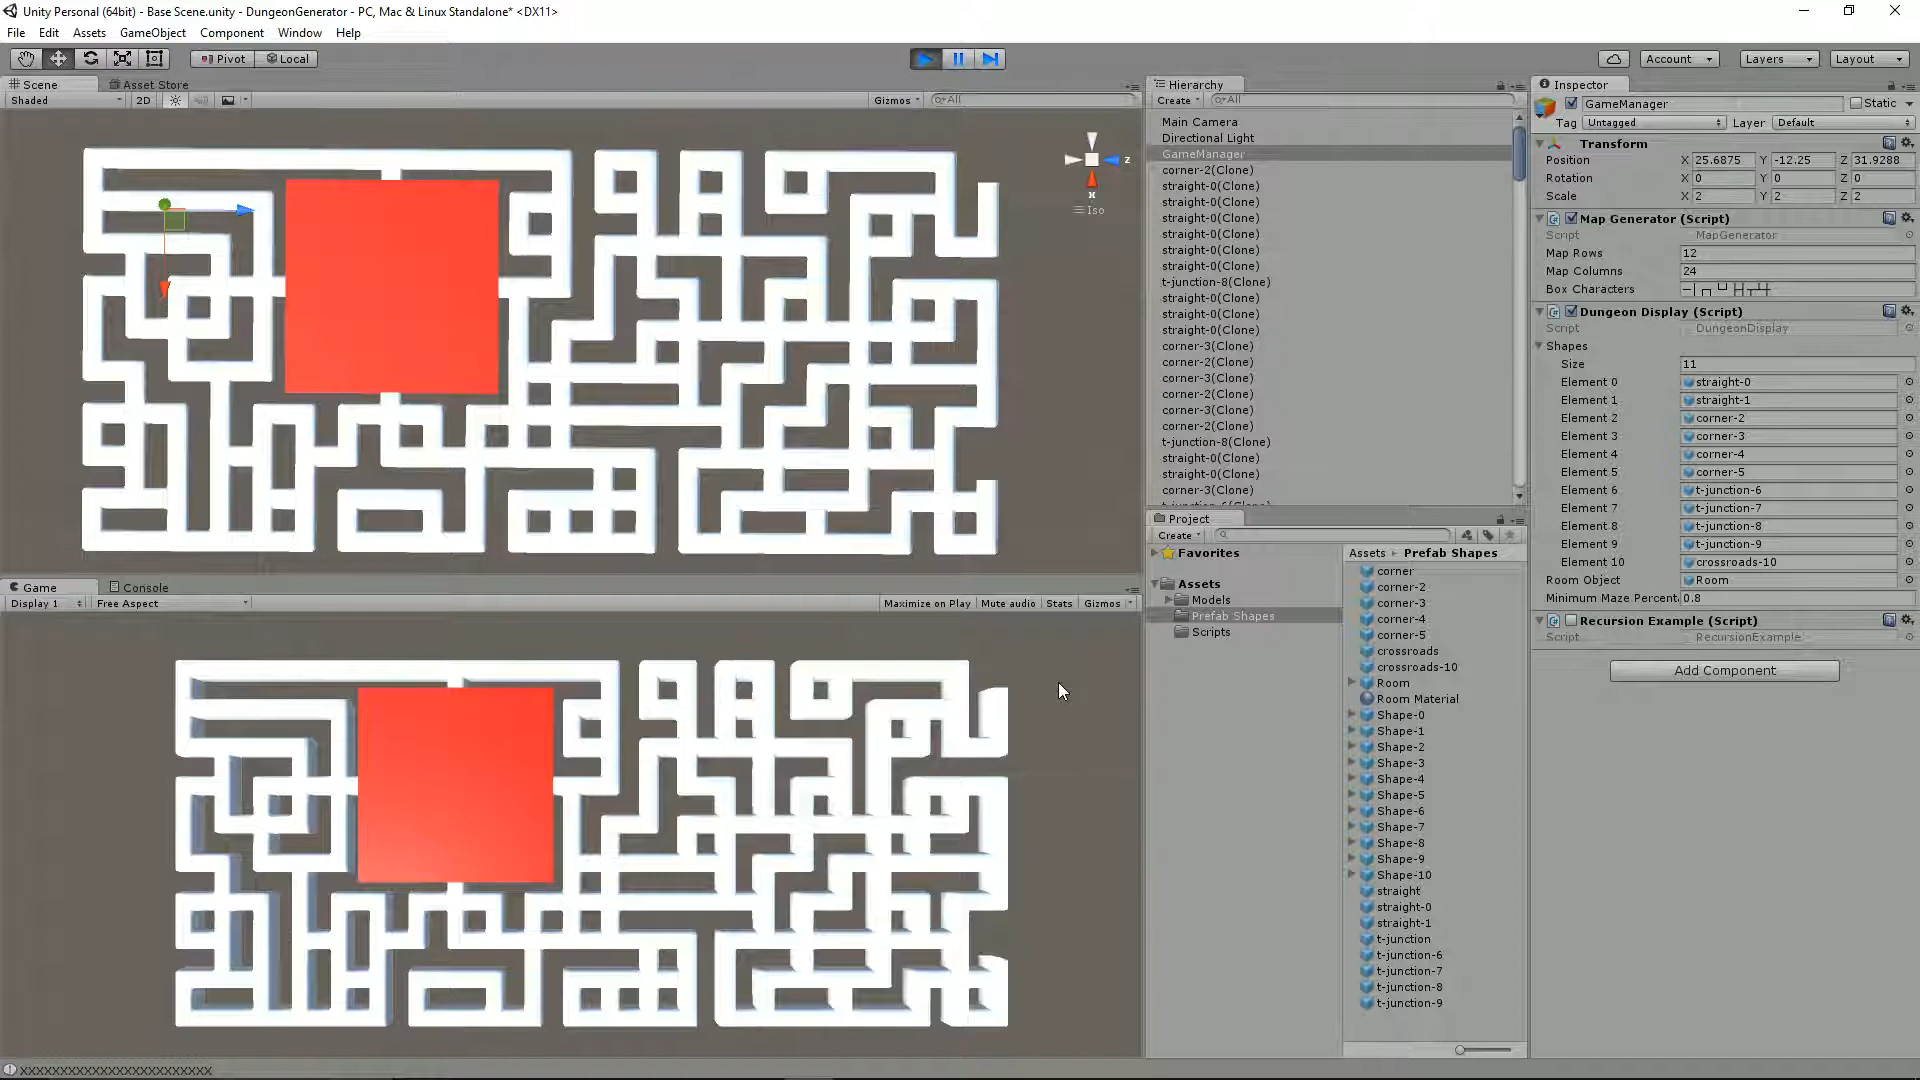 Unity Personal (64bit) - Base Scene.unity - DungeonGenerator - PC, Mac & Linux Standalone* <DX11>
File Edit Assets GameObject Component Window Help
Pivot Local
Account Layers Layout
Scene Asset Store
Shaded 2D Gizmos All
z
x
Iso
Game Console
Display 1 Free Aspect Maximize on Play Mute audio Stats Gizmos
Hierarchy
Create All
Main Camera
Directional Light
GameManager
corner-2(Clone)
straight-0(Clone)
straight-0(Clone)
straight-0(Clone)
straight-0(Clone)
straight-0(Clone)
straight-0(Clone)
t-junction-8(Clone)
straight-0(Clone)
straight-0(Clone)
straight-0(Clone)
corner-3(Clone)
corner-2(Clone)
corner-3(Clone)
corner-2(Clone)
corner-3(Clone)
corner-2(Clone)
t-junction-8(Clone)
straight-0(Clone)
straight-0(Clone)
corner-3(Clone)
Project
Create
Favorites
Assets
Models
Prefab Shapes
Scripts
Assets Prefab Shapes
corner
corner-2
corner-3
corner-4
corner-5
crossroads
crossroads-10
Room
Room Material
Shape-0
Shape-1
Shape-2
Shape-3
Shape-4
Shape-5
Shape-6
Shape-7
Shape-8
Shape-9
Shape-10
straight
straight-0
straight-1
t-junction
t-junction-6
t-junction-7
t-junction-8
t-junction-9
Inspector
GameManager Static
Tag Untagged Layer Default
Transform
Position X 25.6875 Y -12.25 Z 31.9288
Rotation X 0 Y 0 Z 0
Scale X 2 Y 2 Z 2
Map Generator (Script)
Script MapGenerator
Map Rows 12
Map Columns 24
Box Characters
Dungeon Display (Script)
Script DungeonDisplay
Shapes
Size 11
Element 0 straight-0
Element 1 straight-1
Element 2 corner-2
Element 3 corner-3
Element 4 corner-4
Element 5 corner-5
Element 6 t-junction-6
Element 7 t-junction-7
Element 8 t-junction-8
Element 9 t-junction-9
Element 10 crossroads-10
Room Object Room
Minimum Maze Percent 0.8
Recursion Example (Script)
Script RecursionExample
Add Component